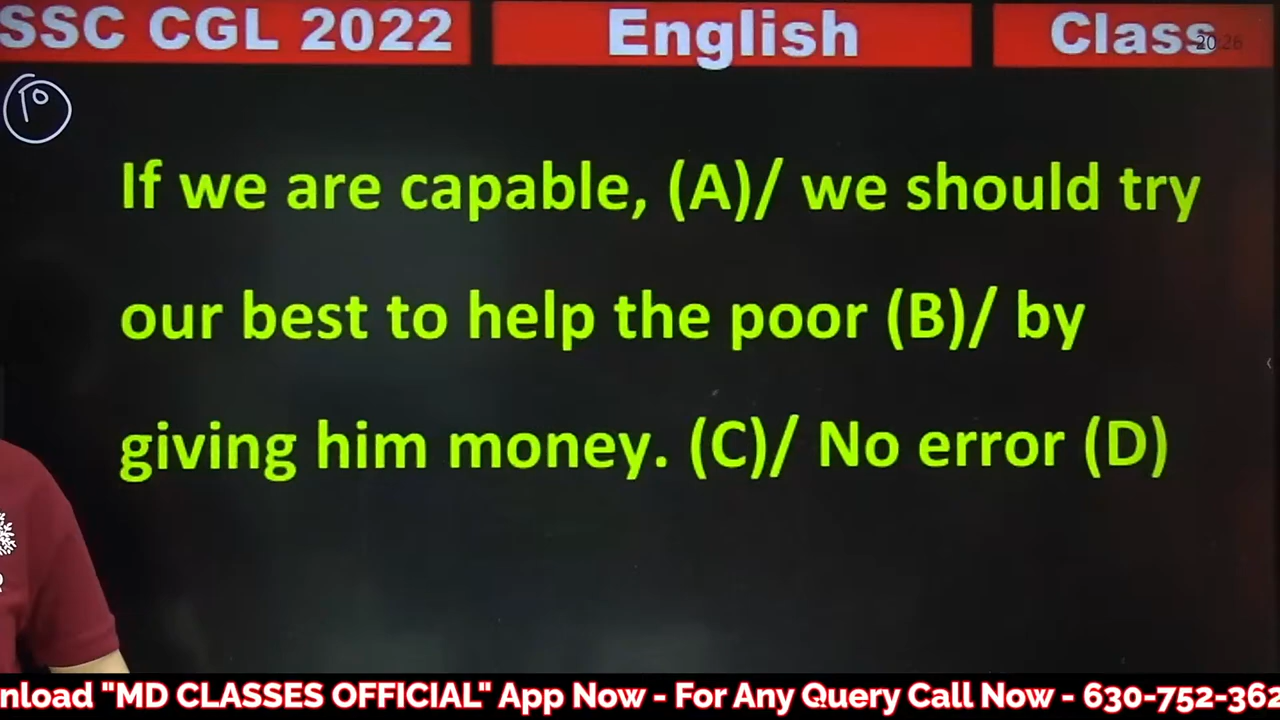 SSC CGL 2022 English Class
20:26
10
If we are capable, (A)/ we should try
our best to help the poor (B)/ by
giving him money. (C)/ No error (D)
nload "MD CLASSES OFFICIAL" App Now - For Any Query Call Now - 630-752-362